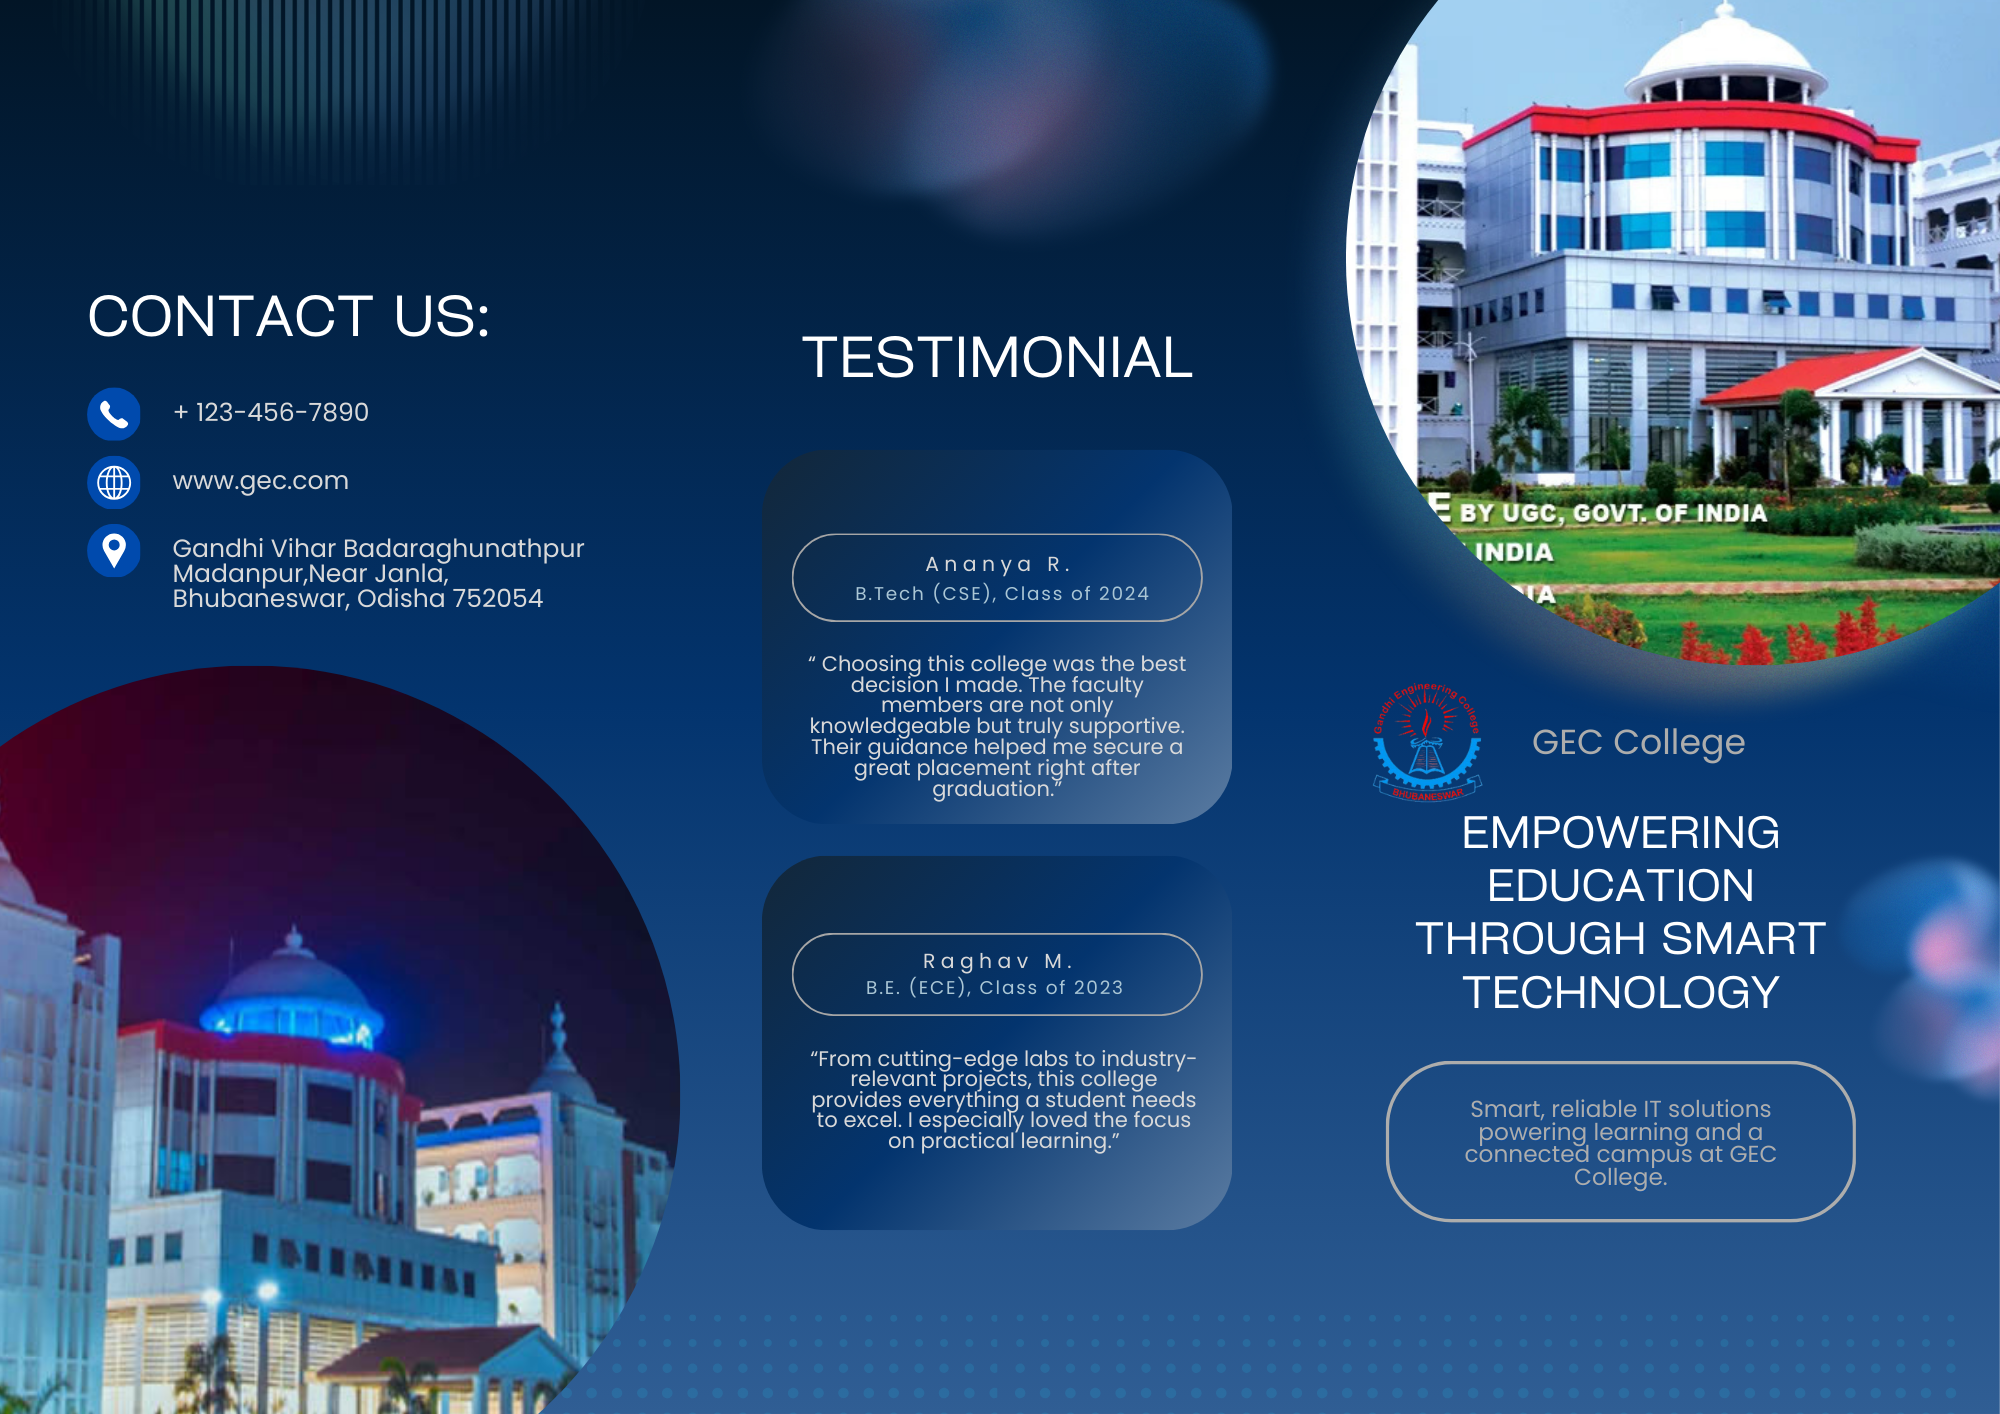 CONTACT US:
+ 123-456-7890
www.gec.com
Gandhi Vihar Badaraghunathpur
Madanpur,Near Janla,
Bhubaneswar, Odisha 752054
TESTIMONIAL
Ananya R.
B.Tech (CSE), Class of 2024
“ Choosing this college was the best
decision I made. The faculty
members are not only
knowledgeable but truly supportive.
Their guidance helped me secure a
great placement right after
graduation.”
Raghav M.
B.E. (ECE), Class of 2023
“From cutting-edge labs to industry-
relevant projects, this college
provides everything a student needs
to excel. I especially loved the focus
on practical learning.”
E BY UGC, GOVT. OF INDIA
INDIA
IA
Gandhi Engineering College
BHUBANESWAR
GEC College
EMPOWERING
EDUCATION
THROUGH SMART
TECHNOLOGY
Smart, reliable IT solutions
powering learning and a
connected campus at GEC
College.